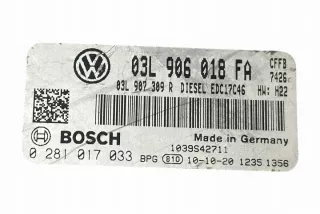 03L 906 018 FA CFFB
7426
03L 907 309 R DIESEL EDC17C46 HW: H22
BOSCH Made in Germany
1039S42711
0 281 017 033 BPG 810 10-10-20 1235 1356